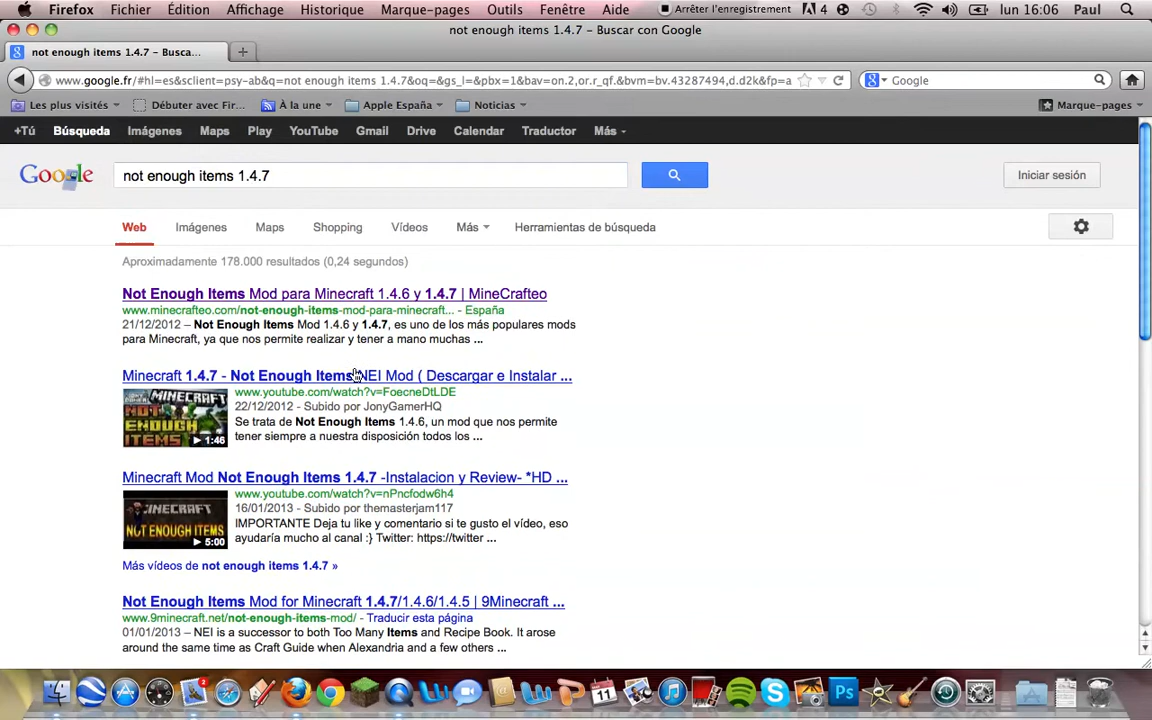 Firefox Fichier Édition Affichage Historique Marque-pages Outils Fenêtre Aide Arrêter l'enregistrement 4 lun 16:06 Paul
not enough items 1.4.7 – Buscar con Google
not enough items 1.4.7 – Busca...
www.google.fr/#hl=es&sclient=psy-ab&q=not enough items 1.4.7&oq=&gs_l=&pbx=1&bav=on.2,or.r_qf.&bvm=bv.43287494,d.d2k&fp=a Google
Les plus visités Débuter avec Fir... À la une Apple España Noticias Marque-pages
+Tú Búsqueda Imágenes Maps Play YouTube Gmail Drive Calendar Traductor Más
Google not enough items 1.4.7 Iniciar sesión
Web Imágenes Maps Shopping Vídeos Más Herramientas de búsqueda
Aproximadamente 178.000 resultados (0,24 segundos)
Not Enough Items Mod para Minecraft 1.4.6 y 1.4.7 | MineCrafteo
www.minecrafteo.com/not-enough-items-mod-para-minecraft... - España
21/12/2012 – Not Enough Items Mod 1.4.6 y 1.4.7, es uno de los más populares mods
para Minecraft, ya que nos permite realizar y tener a mano muchas ...
Minecraft 1.4.7 - Not Enough Items NEI Mod ( Descargar e Instalar ...
www.youtube.com/watch?v=FoecneDtLDE
22/12/2012 - Subido por JonyGamerHQ
Se trata de Not Enough Items 1.4.6, un mod que nos permite
tener siempre a nuestra disposición todos los ...
MINECRAFT
NOT
ENOUGH
ITEMS
1:46
Minecraft Mod Not Enough Items 1.4.7 -Instalacion y Review- *HD ...
www.youtube.com/watch?v=nPncfodw6h4
16/01/2013 - Subido por themasterjam117
IMPORTANTE Deja tu like y comentario si te gusto el vídeo, eso
ayudaría mucho al canal :} Twitter: https://twitter ...
MINECRAFT
NOT ENOUGH ITEMS
5:00
Más vídeos de not enough items 1.4.7 »
Not Enough Items Mod for Minecraft 1.4.7/1.4.6/1.4.5 | 9Minecraft ...
www.9minecraft.net/not-enough-items-mod/ - Traducir esta página
01/01/2013 – NEI is a successor to both Too Many Items and Recipe Book. It arose
around the same time as Craft Guide when Alexandria and a few others ...
2 11 Ps